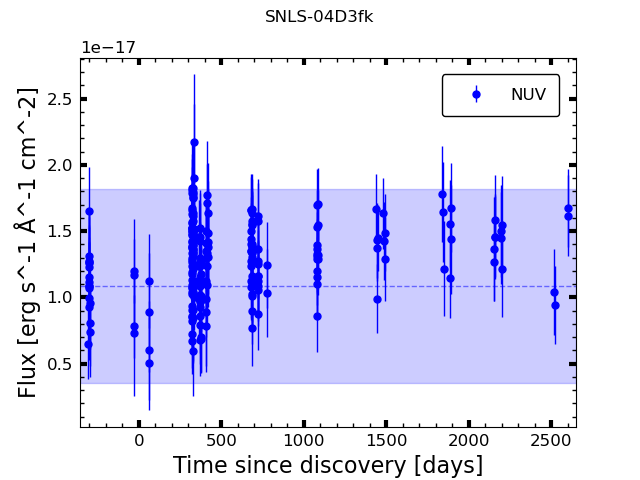 SNLS-04D3fk
1e−17
NUV
2.5
2.0
1.5
1.0
0.5
Flux [erg s^-1 Å^-1 cm^-2]
0 500 1000 1500 2000 2500
Time since discovery [days]